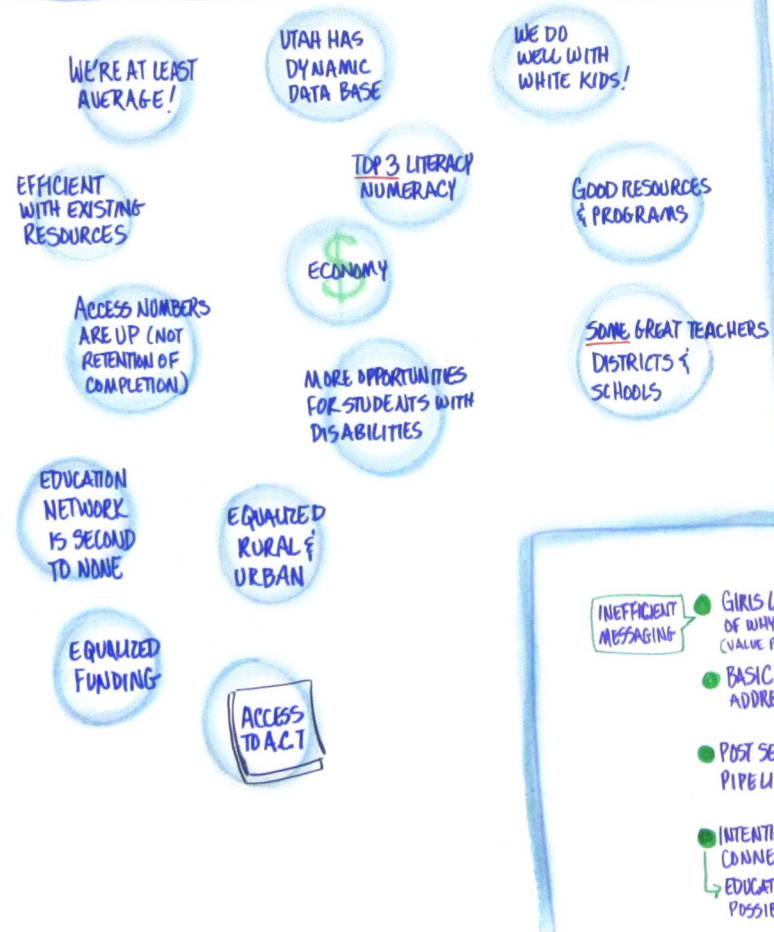 WE'RE AT LEAST
AVERAGE!
UTAH HAS
DYNAMIC
DATA BASE
WE DO
WELL WITH
WHITE KIDS!
EFFICIENT
WITH EXISTING
RESOURCES
TOP 3 LITERACY
NUMERACY
GOOD RESOURCES
& PROGRAMS
$
ECONOMY
ACCESS NUMBERS
ARE UP (NOT
RETENTION OF
COMPLETION)
MORE OPPORTUNITIES
FOR STUDENTS WITH
DISABILITIES
SOME GREAT TEACHERS
DISTRICTS &
SCHOOLS
EDUCATION
NETWORK
IS SECOND
TO NONE
EQUALIZED
RURAL &
URBAN
EQUALIZED
FUNDING
ACCESS
TO A.C.T
INEFFICIENT
MESSAGING
GIRLS
OF WHY
(VALUE
BASIC
POST